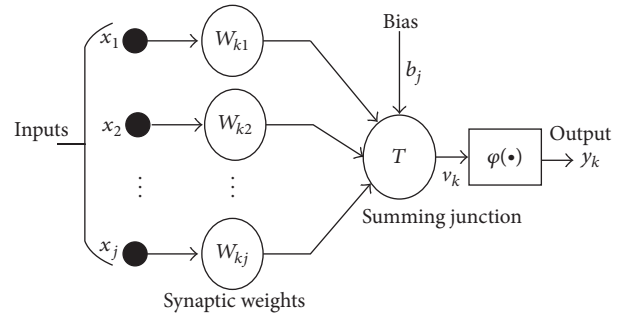 Bias
x1
Wk1
bj
Inputs
x2
Wk2
T
vk
φ(•)
Output
yk
⋮
⋮
Summing junction
xj
Wkj
Synaptic weights